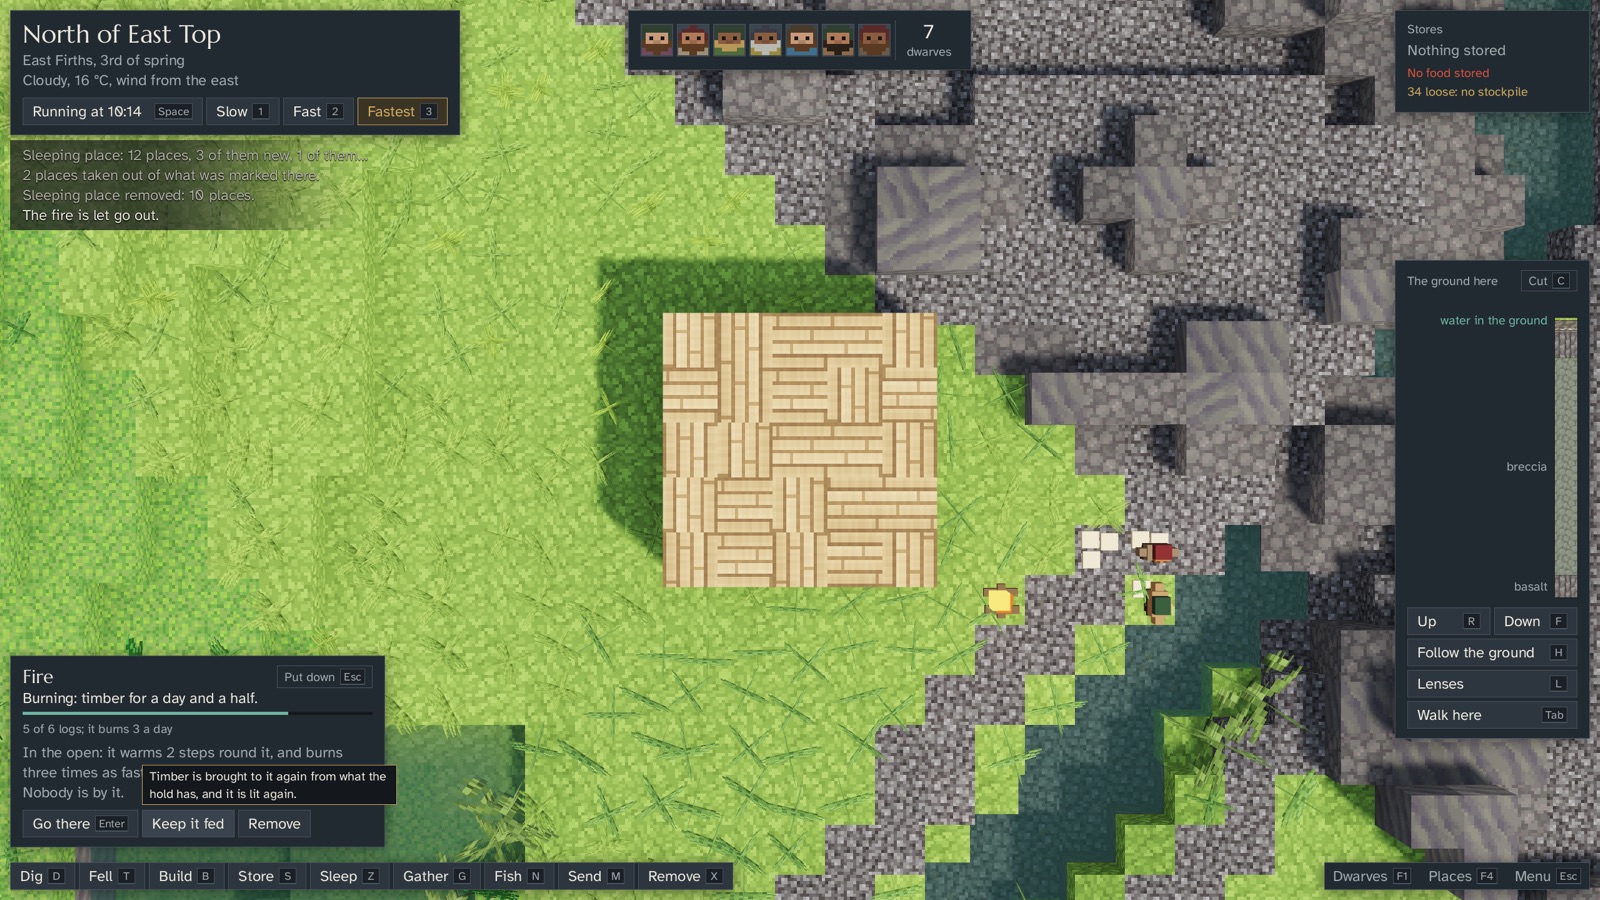 North of East Top
East Firths, 3rd of spring
Cloudy, 16 °C, wind from the east
Running at 10:14 Space
Slow 1
Fast 2
Fastest 3
Sleeping place: 12 places, 3 of them new, 1 of them...
2 places taken out of what was marked there.
Sleeping place removed: 10 places.
The fire is let go out.
7
dwarves
Stores
Nothing stored
No food stored
34 loose: no stockpile
The ground here
Cut C
water in the ground
breccia
basalt
Up R
Down F
Follow the ground H
Lenses L
Walk here Tab
Fire
Put down Esc
Burning: timber for a day and a half.
5 of 6 logs; it burns 3 a day
In the open: it warms 2 steps round it, and burns
three times as fas
Nobody is by it.
Timber is brought to it again from what the
hold has, and it is lit again.
Go there Enter
Keep it fed
Remove
Dig D
Fell T
Build B
Store S
Sleep Z
Gather G
Fish N
Send M
Remove X
Dwarves F1
Places F4
Menu Esc